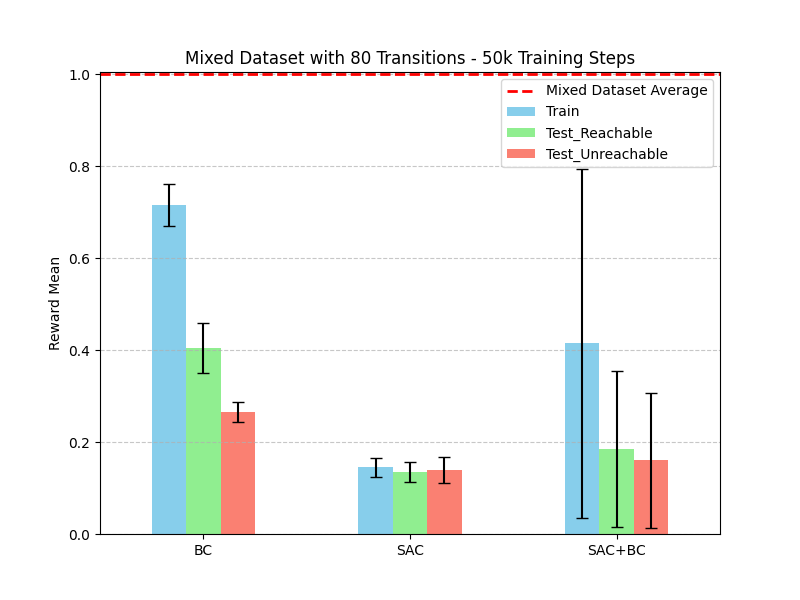 Mixed Dataset with 80 Transitions - 50k Training Steps
1.0
0.8
0.6
0.4
0.2
0.0
Reward Mean
Mixed Dataset Average
Train
Test_Reachable
Test_Unreachable
BC
SAC
SAC+BC